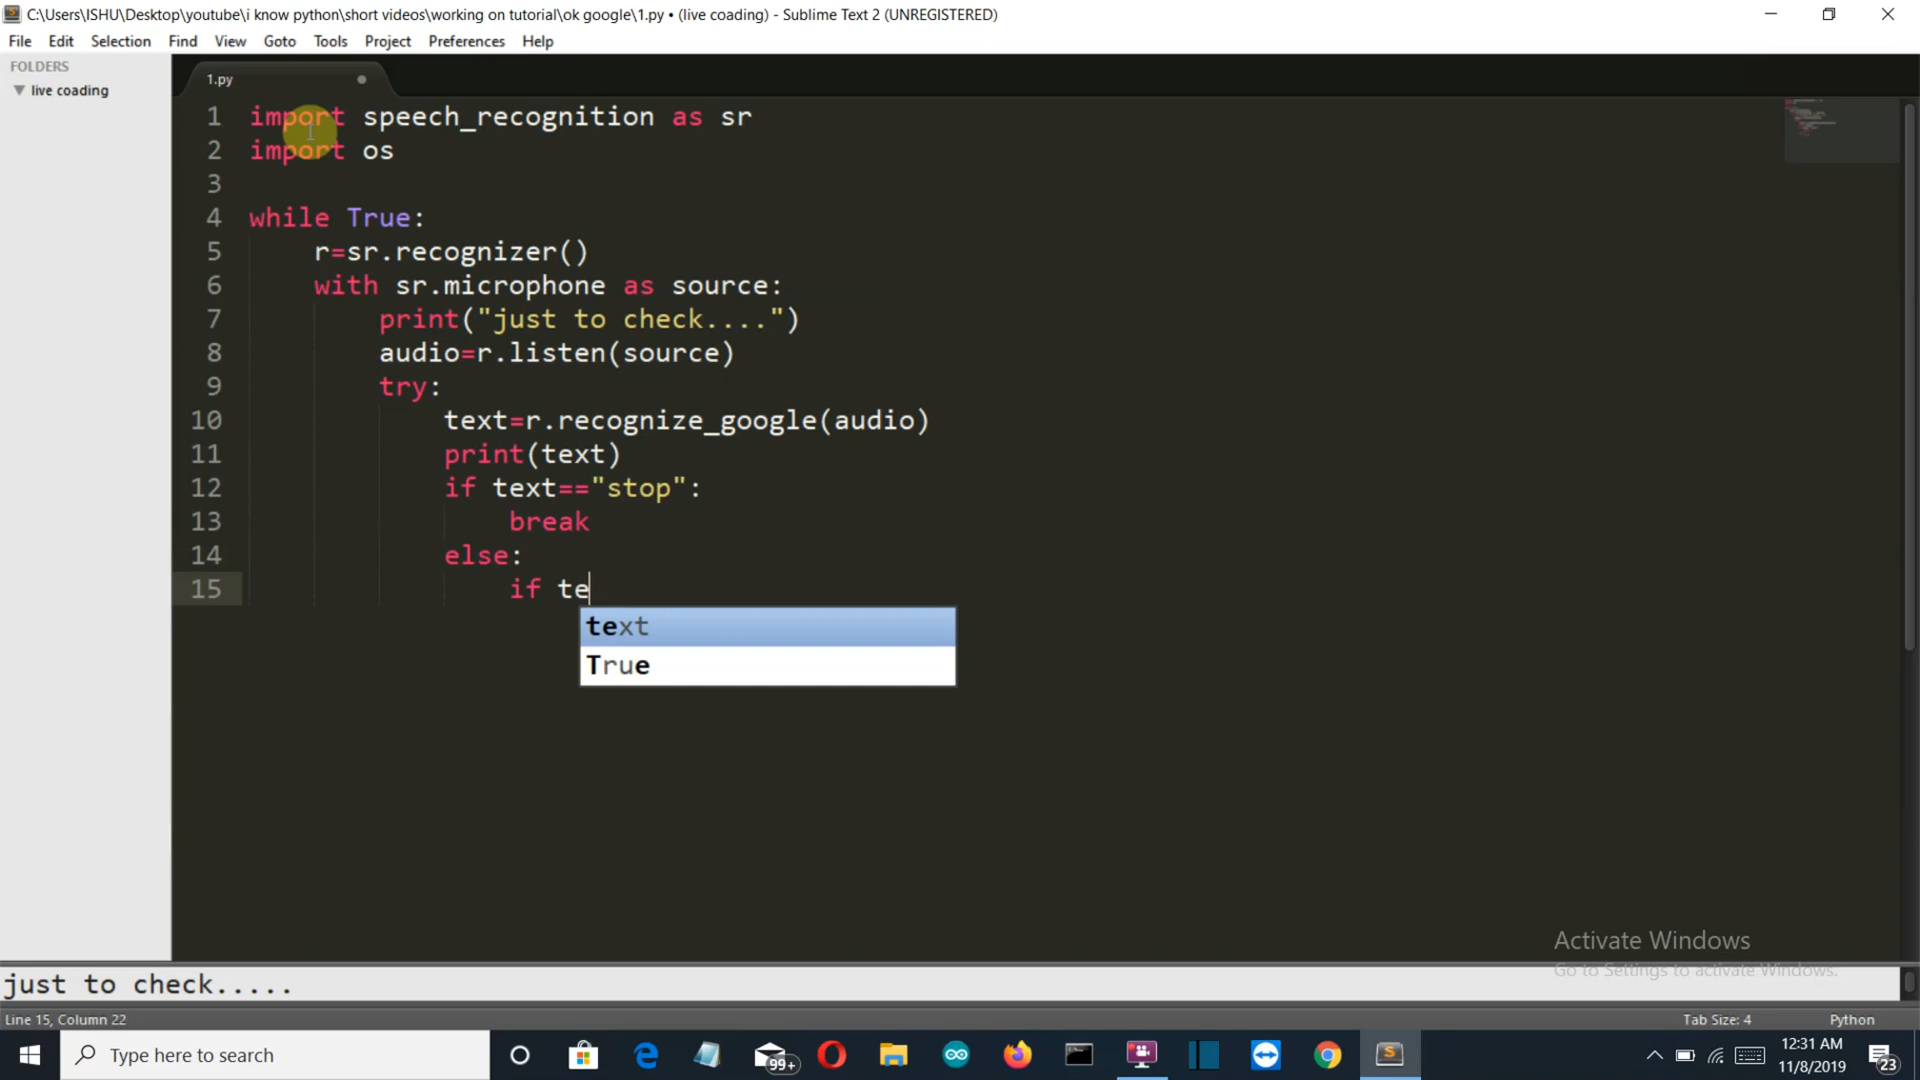 C:\Users\ISHU\Desktop\youtube\i know python\short videos\working on tutorial\ok google\1.py • (live coading) - Sublime Text 2 (UNREGISTERED)
File Edit Selection Find View Goto Tools Project Preferences Help
FOLDERS
live coading
1.py
1 import speech_recognition as sr
2 import os
3
4 while True:
5 r=sr.recognizer()
6 with sr.microphone as source:
7 print("just to check....")
8 audio=r.listen(source)
9 try:
10 text=r.recognize_google(audio)
11 print(text)
12 if text=="stop":
13 break
14 else:
15 if te
text
True
Activate Windows
Go to Settings to activate Windows.
just to check.....
Line 15, Column 22
Tab Size: 4 Python
Type here to search
99+
12:31 AM
11/8/2019
23